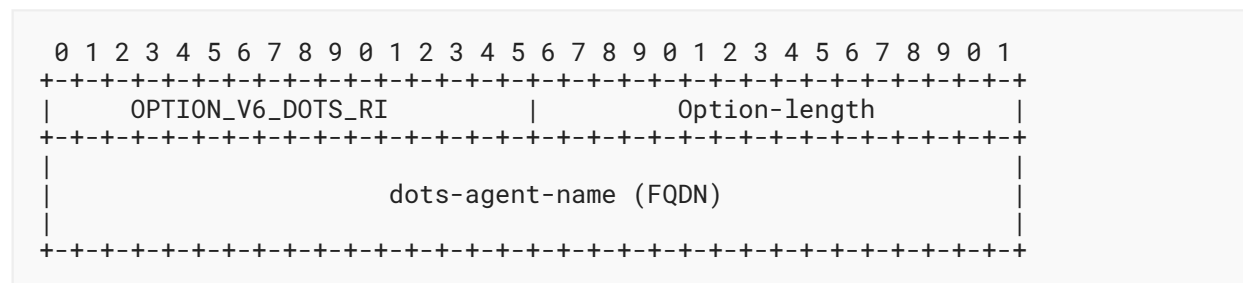 0 1 2 3 4 5 6 7 8 9 0 1 2 3 4 5 6 7 8 9 0 1 2 3 4 5 6 7 8 9 0 1
+-+-+-+-+-+-+-+-+-+-+-+-+-+-+-+-+-+-+-+-+-+-+-+-+-+-+-+-+-+-+-+-+
|     OPTION_V6_DOTS_RI         |         Option-length         |
+-+-+-+-+-+-+-+-+-+-+-+-+-+-+-+-+-+-+-+-+-+-+-+-+-+-+-+-+-+-+-+-+
|                                                               |
|                      dots-agent-name (FQDN)                   |
|                                                               |
+-+-+-+-+-+-+-+-+-+-+-+-+-+-+-+-+-+-+-+-+-+-+-+-+-+-+-+-+-+-+-+-+